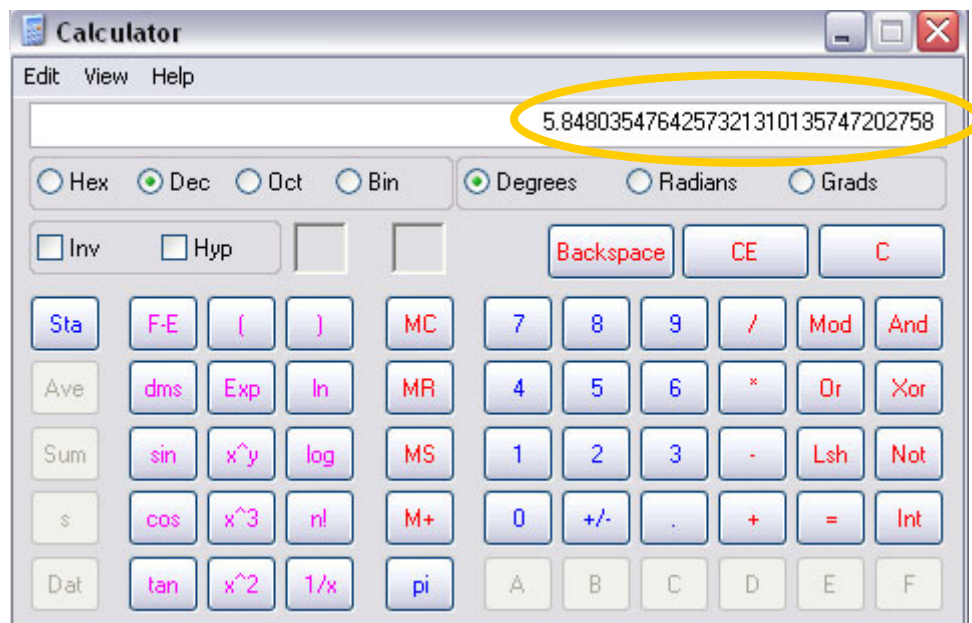 Calculator
Edit View Help
5.8480354764257321310135747202758
Hex Dec Oct Bin Degrees Radians Grads
Inv Hyp Backspace CE C
Sta F-E ( ) MC 7 8 9 / Mod And
Ave dms Exp ln MR 4 5 6 * Or Xor
Sum sin x^y log MS 1 2 3 - Lsh Not
s cos x^3 n! M+ 0 +/- . + = Int
Dat tan x^2 1/x pi A B C D E F